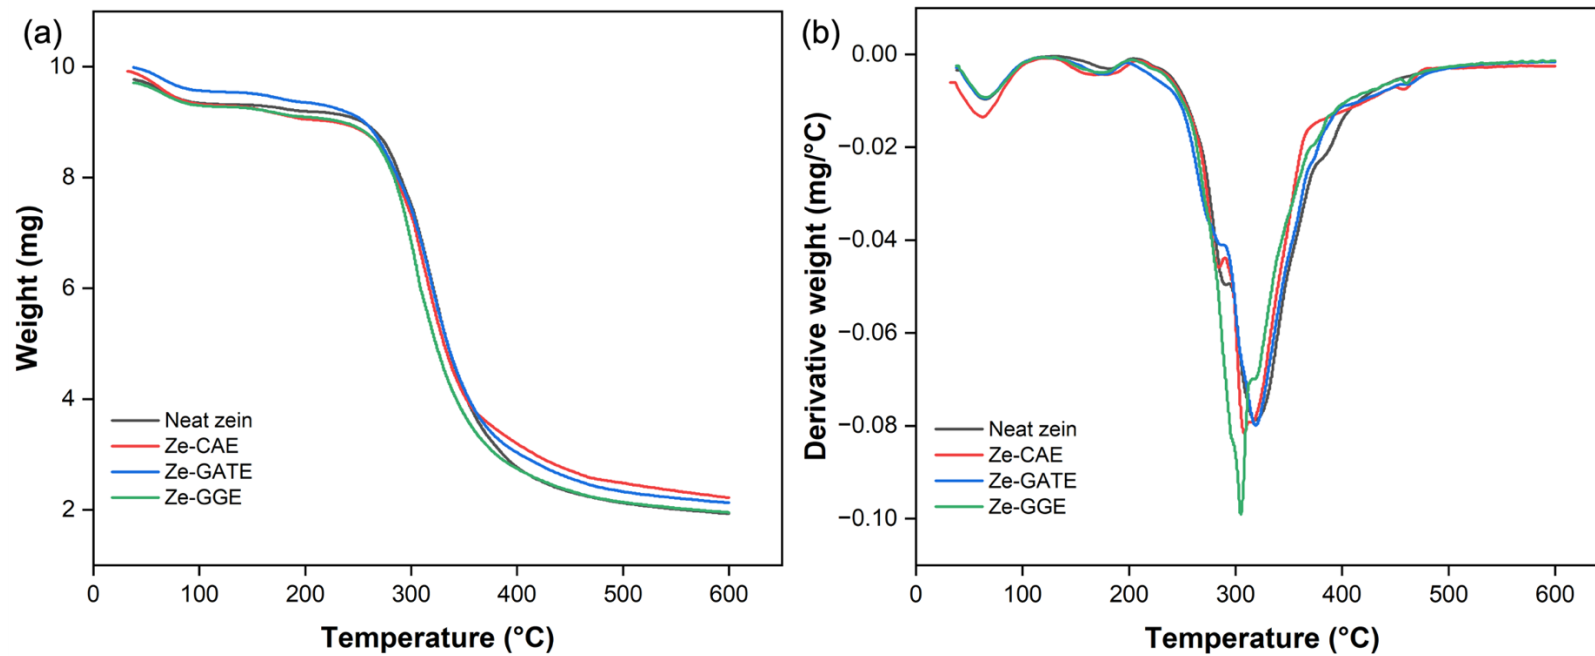 (a)
Weight (mg)
10
8
6
4
2
Neat zein
Ze-CAE
Ze-GATE
Ze-GGE
0 100 200 300 400 500 600
Temperature (°C)
(b)
Derivative weight (mg/°C)
0.00
−0.02
−0.04
−0.06
−0.08
−0.10
Neat zein
Ze-CAE
Ze-GATE
Ze-GGE
0 100 200 300 400 500 600
Temperature (°C)